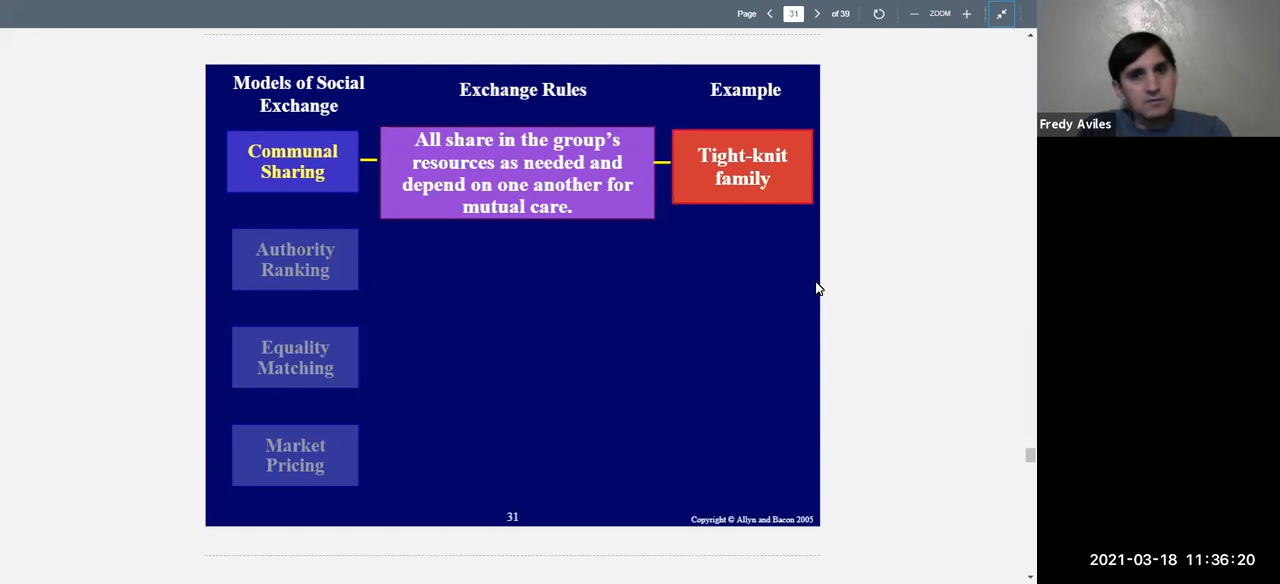 Page 31 of 39 ZOOM
Models of Social
Exchange
Exchange Rules
Example
Communal
Sharing
All share in the group's
resources as needed and
depend on one another for
mutual care.
Tight-knit
family
Authority
Ranking
Equality
Matching
Market
Pricing
31
Copyright © Allyn and Bacon 2005
Fredy Aviles
2021-03-18 11:36:20